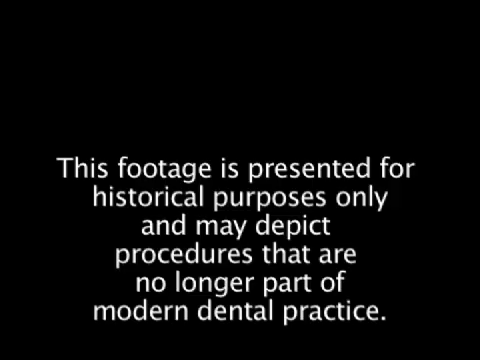 This footage is presented for
historical purposes only
and may depict
procedures that are
no longer part of
modern dental practice.